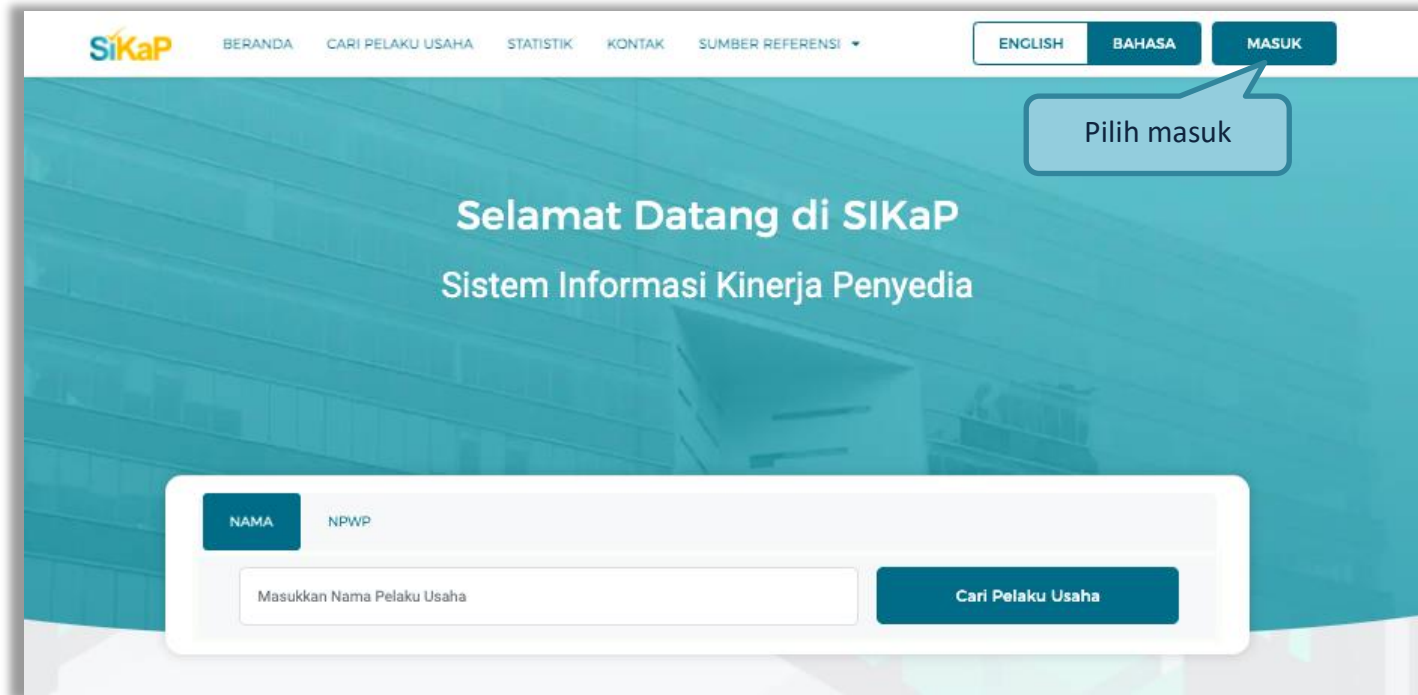 SiKaP
BERANDA CARI PELAKU USAHA STATISTIK KONTAK SUMBER REFERENSI ENGLISH BAHASA MASUK
Pilih masuk
Selamat Datang di SIKaP
Sistem Informasi Kinerja Penyedia
NAMA NPWP
Masukkan Nama Pelaku Usaha Cari Pelaku Usaha